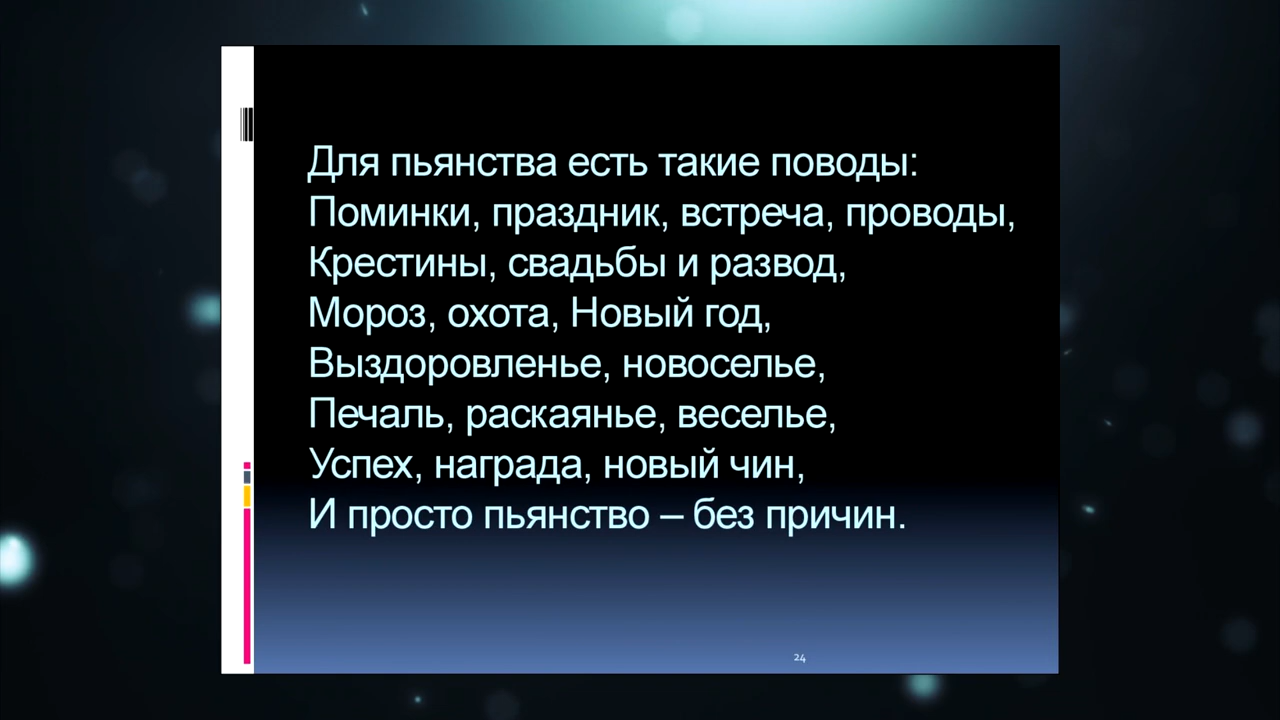 Для пьянства есть такие поводы:
Поминки, праздник, встреча, проводы,
Крестины, свадьбы и развод,
Мороз, охота, Новый год,
Выздоровленье, новоселье,
Печаль, раскаянье, веселье,
Успех, награда, новый чин,
И просто пьянство – без причин.
24